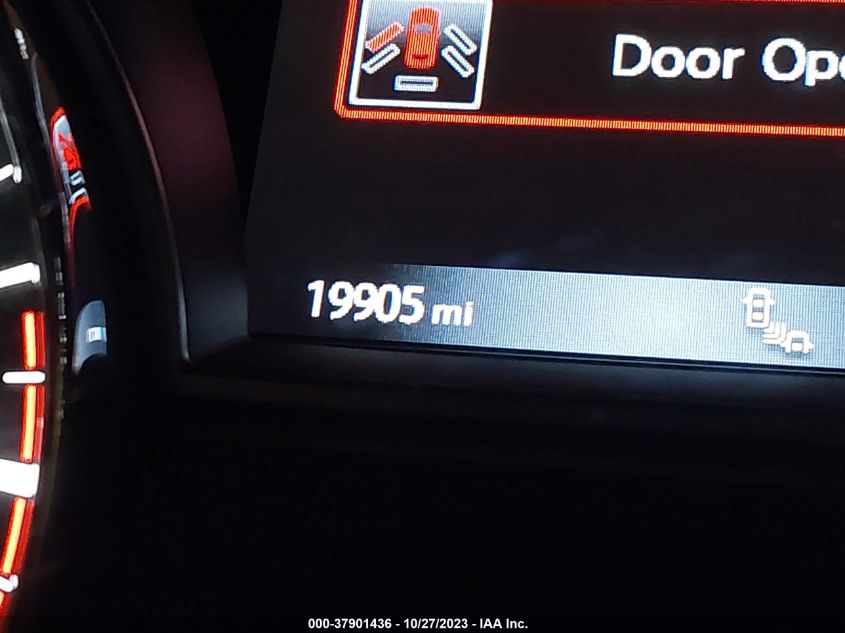 Door Ope
19905 mi
000-37901436 - 10/27/2023 - IAA Inc.